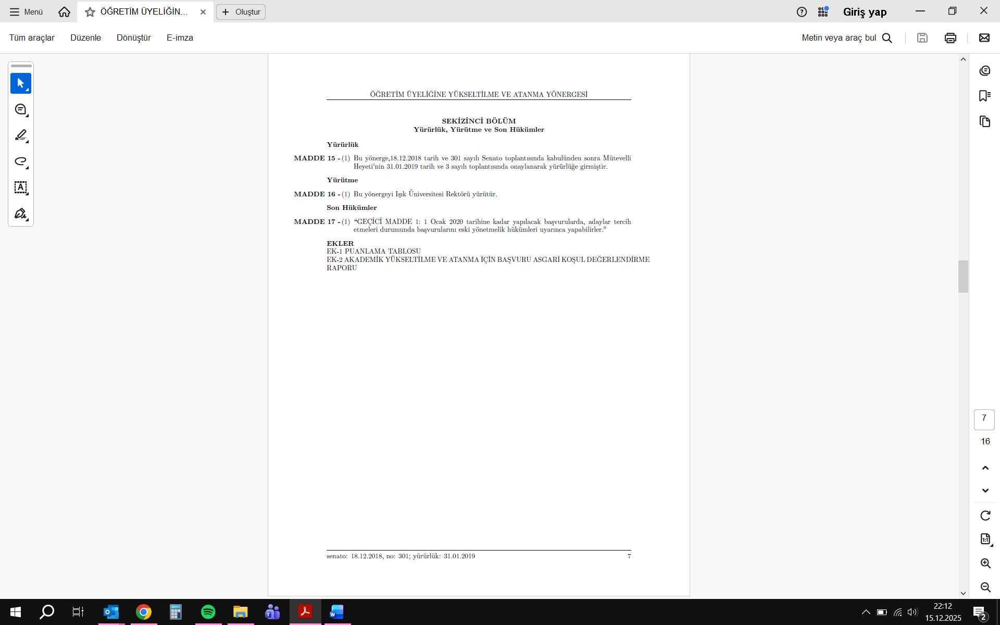 Menü
ÖĞRETİM ÜYELİĞİN...
Oluştur
Giriş yap
Tüm araçlar
Düzenle
Dönüştür
E-imza
Metin veya araç bul
ÖĞRETİM ÜYELİĞİNE YÜKSELTİLME VE ATANMA YÖNERGESİ
SEKİZİNCİ BÖLÜM
Yürürlük, Yürütme ve Son Hükümler
Yürürlük
MADDE 15 - (1) Bu yönerge,18.12.2018 tarih ve 301 sayılı Senato toplantısında kabulünden sonra Mütevelli
Heyeti'nin 31.01.2019 tarih ve 3 sayılı toplantısında onaylanarak yürürlüğe girmiştir.
Yürütme
MADDE 16 - (1) Bu yönergeyi Işık Üniversitesi Rektörü yürütür.
Son Hükümler
MADDE 17 - (1) “GEÇİCİ MADDE 1: 1 Ocak 2020 tarihine kadar yapılacak başvurularda, adaylar tercih
etmeleri durumunda başvurularını eski yönetmelik hükümleri uyarınca yapabilirler.”
EKLER
EK-1 PUANLAMA TABLOSU
EK-2 AKADEMİK YÜKSELTİLME VE ATANMA İÇİN BAŞVURU ASGARİ KOŞUL DEĞERLENDİRME
RAPORU
senato: 18.12.2018, no: 301; yürürlük: 31.01.2019 7
7
16
1:1
22:12
15.12.2025
2